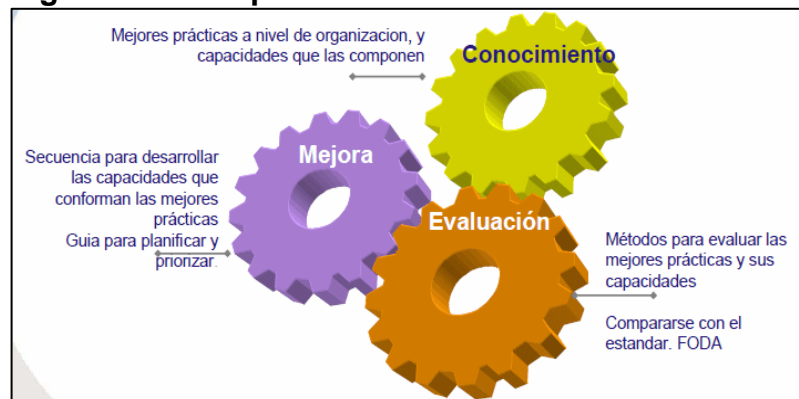 Mejores prácticas a nivel de organizacion, y
capacidades que las componen
Conocimiento
Secuencia para desarrollar
las capacidades que
conforman las mejores
prácticas
Guia para planificar y
priorizar.
Mejora
Evaluación
Métodos para evaluar las
mejores prácticas y sus
capacidades
Compararse con el
estandar. FODA